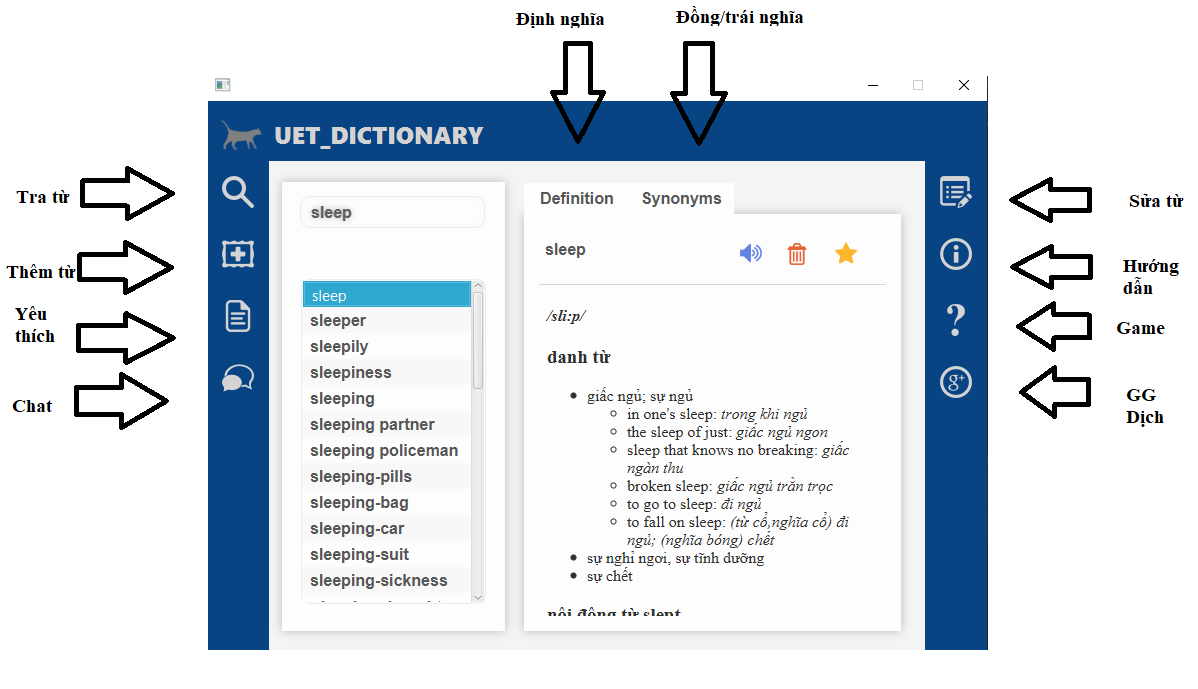 Định nghĩa
Đồng/trái nghĩa
UET_DICTIONARY
Tra từ
Thêm từ
Yêu
thích
Chat
sleep
sleep
sleeper
sleepily
sleepiness
sleeping
sleeping partner
sleeping policeman
sleeping-pills
sleeping-bag
sleeping-car
sleeping-suit
sleeping-sickness
Definition
Synonyms
sleep
/sli:p/
danh từ
giấc ngủ; sự ngủ
in one's sleep: trong khi ngủ
the sleep of just: giấc ngủ ngon
sleep that knows no breaking: giấc
ngàn thu
broken sleep: giấc ngủ trằn trọc
to go to sleep: đi ngủ
to fall on sleep: (từ cổ,nghĩa cổ) đi
ngủ; (nghĩa bóng) chết
sự nghỉ ngơi, sự tĩnh dưỡng
sự chết
nội động từ slept
Sửa từ
Hướng
dẫn
Game
g+
GG
Dịch